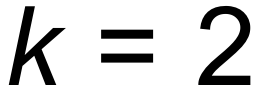 k = 2